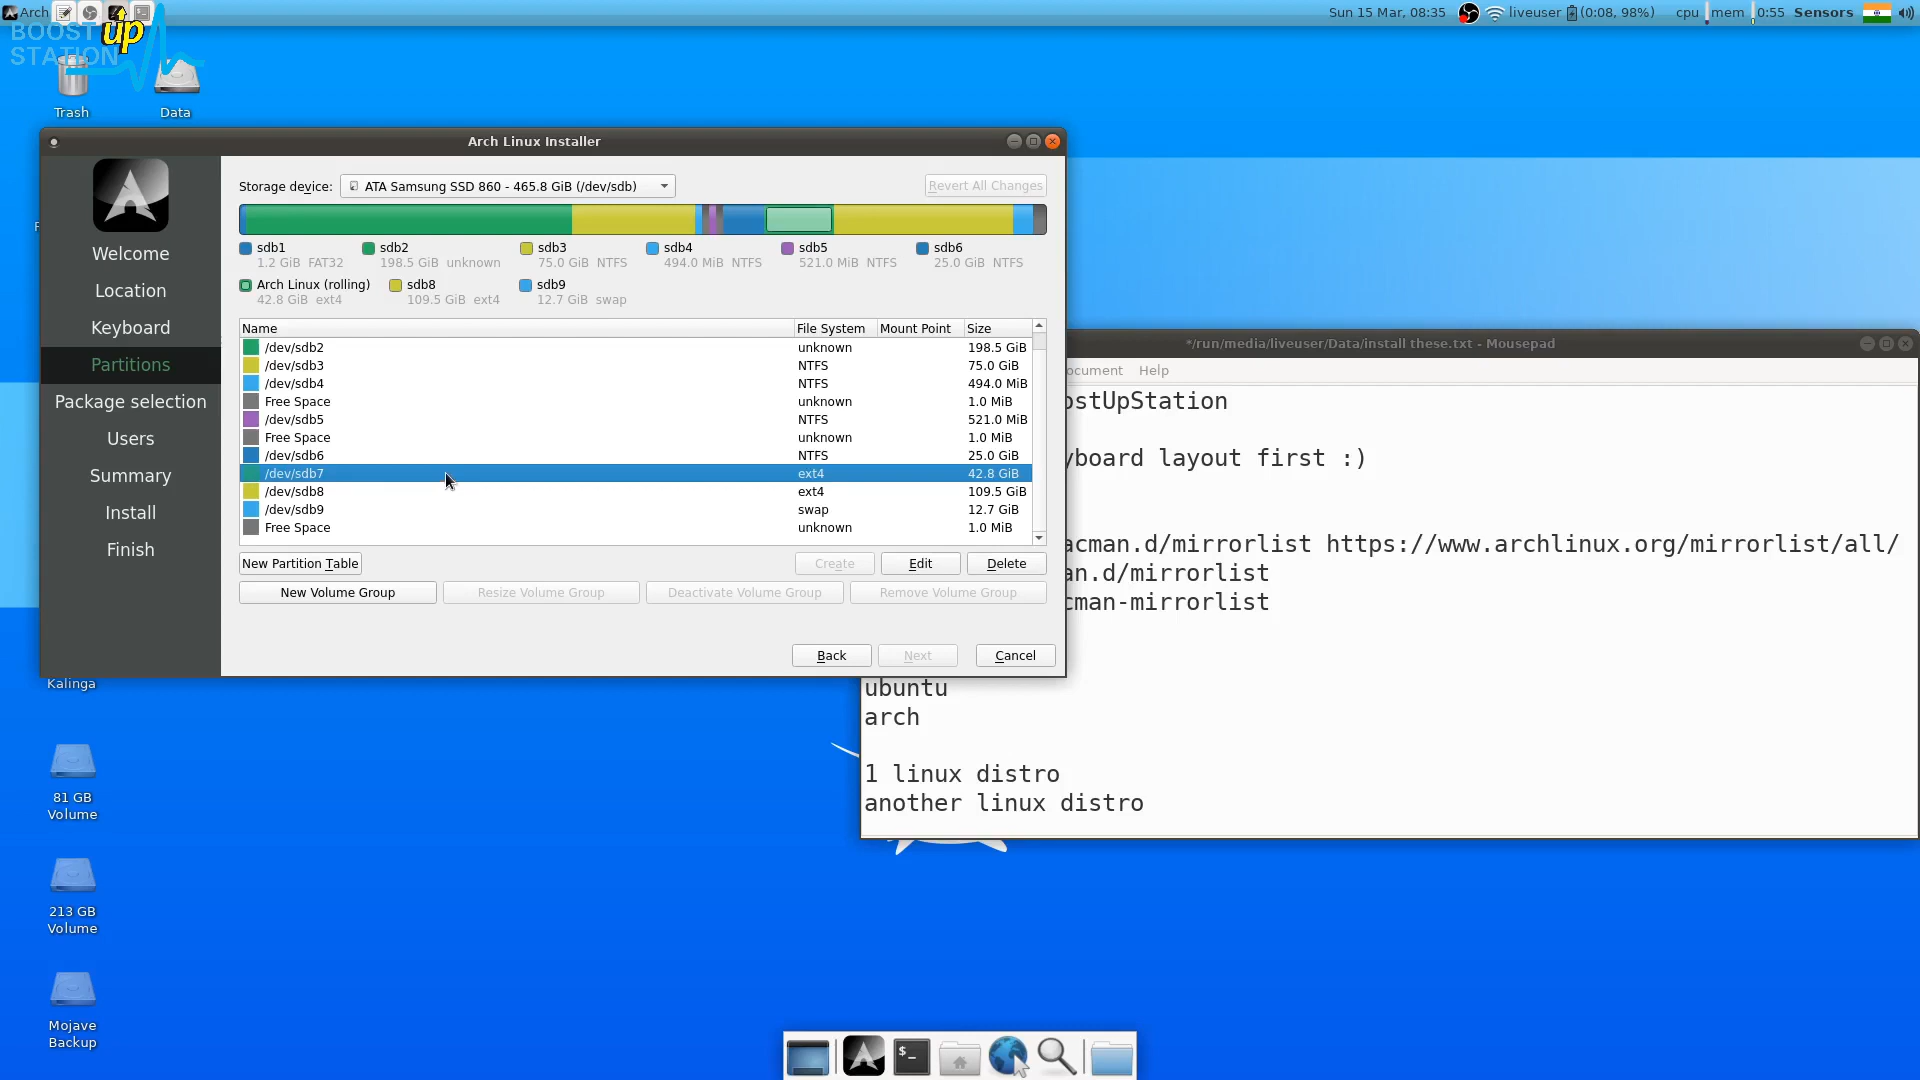 Arch
Sun 15 Mar, 08:35
liveuser
(0:08, 98%)
cpu
mem
0:55
Sensors
BOOST up
STATION
Trash
Data
Arch Linux Installer
Welcome
Location
Keyboard
Partitions
Package selection
Users
Summary
Install
Finish
Storage device:
ATA Samsung SSD 860 - 465.8 GiB (/dev/sdb)
Revert All Changes
sdb1 sdb2 sdb3 sdb4 sdb5 sdb6
1.2 GiB FAT32 198.5 GiB unknown 75.0 GiB NTFS 494.0 MiB NTFS 521.0 MiB NTFS 25.0 GiB NTFS
Arch Linux (rolling) sdb8 sdb9
42.8 GiB ext4 109.5 GiB ext4 12.7 GiB swap
Name File System Mount Point Size
/dev/sdb2 unknown 198.5 GiB
/dev/sdb3 NTFS 75.0 GiB
/dev/sdb4 NTFS 494.0 MiB
Free Space unknown 1.0 MiB
/dev/sdb5 NTFS 521.0 MiB
Free Space unknown 1.0 MiB
/dev/sdb6 NTFS 25.0 GiB
/dev/sdb7 ext4 42.8 GiB
/dev/sdb8 ext4 109.5 GiB
/dev/sdb9 swap 12.7 GiB
Free Space unknown 1.0 MiB
New Partition Table Create Edit Delete
New Volume Group Resize Volume Group Deactivate Volume Group Remove Volume Group
Back Next Cancel
*/run/media/liveuser/Data/install these.txt - Mousepad
ocument Help
ostUpStation
yboard layout first :)
acman.d/mirrorlist https://www.archlinux.org/mirrorlist/all/
an.d/mirrorlist
cman-mirrorlist
ubuntu
arch
1 linux distro
another linux distro
Kalinga
81 GB
Volume
213 GB
Volume
Mojave
Backup